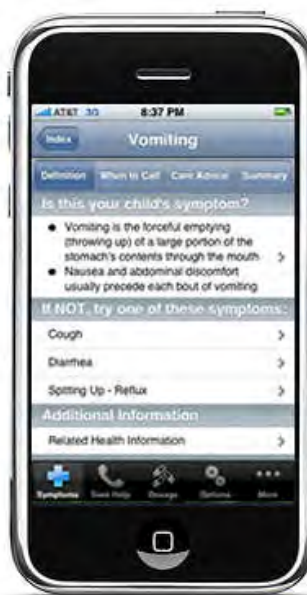 AT&T 3G 8:37 PM
Index Vomiting
Definition When to Call Care Advice Summary
Is this your child's symptom?
• Vomiting is the forceful emptying
(throwing up) of a large portion of the
stomach's contents through the mouth
• Nausea and abdominal discomfort
usually precede each bout of vomiting
If NOT, try one of these symptoms:
Cough
Diarrhea
Spitting Up - Reflux
Additional Information
Related Health Information
Symptoms Seek Help Dosage Options More